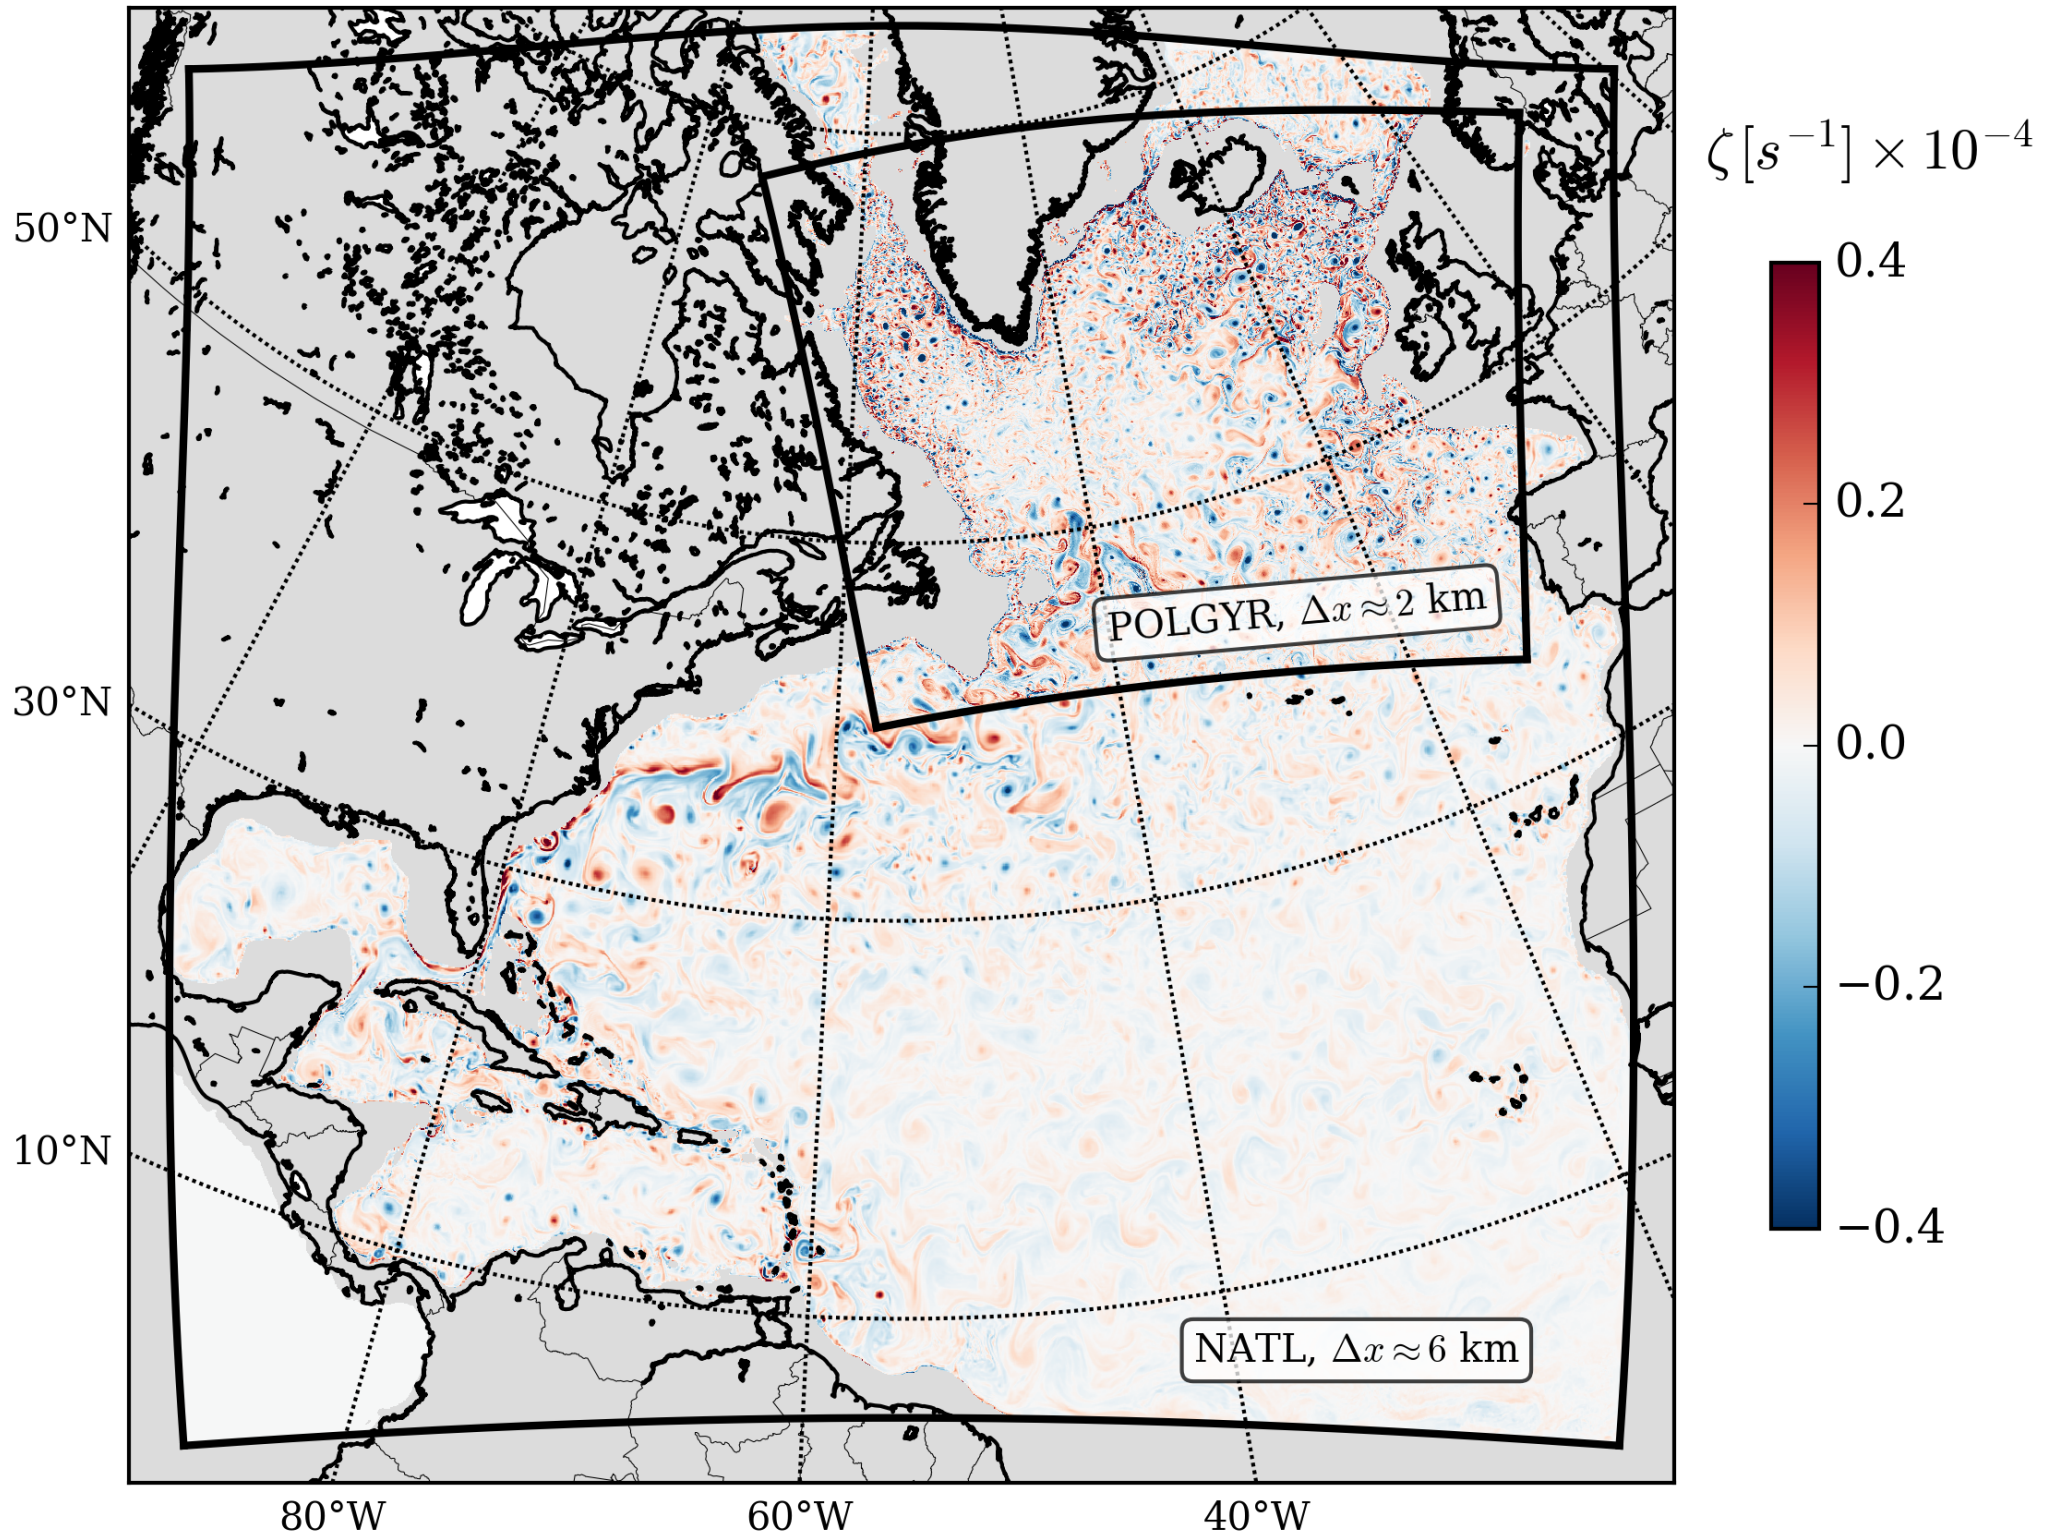 ζ [s⁻¹] × 10⁻⁴
50°N
30°N
10°N
80°W
60°W
40°W
POLGYR, Δx≈2 km
NATL, Δx≈6 km
0.4
0.2
0.0
−0.2
−0.4